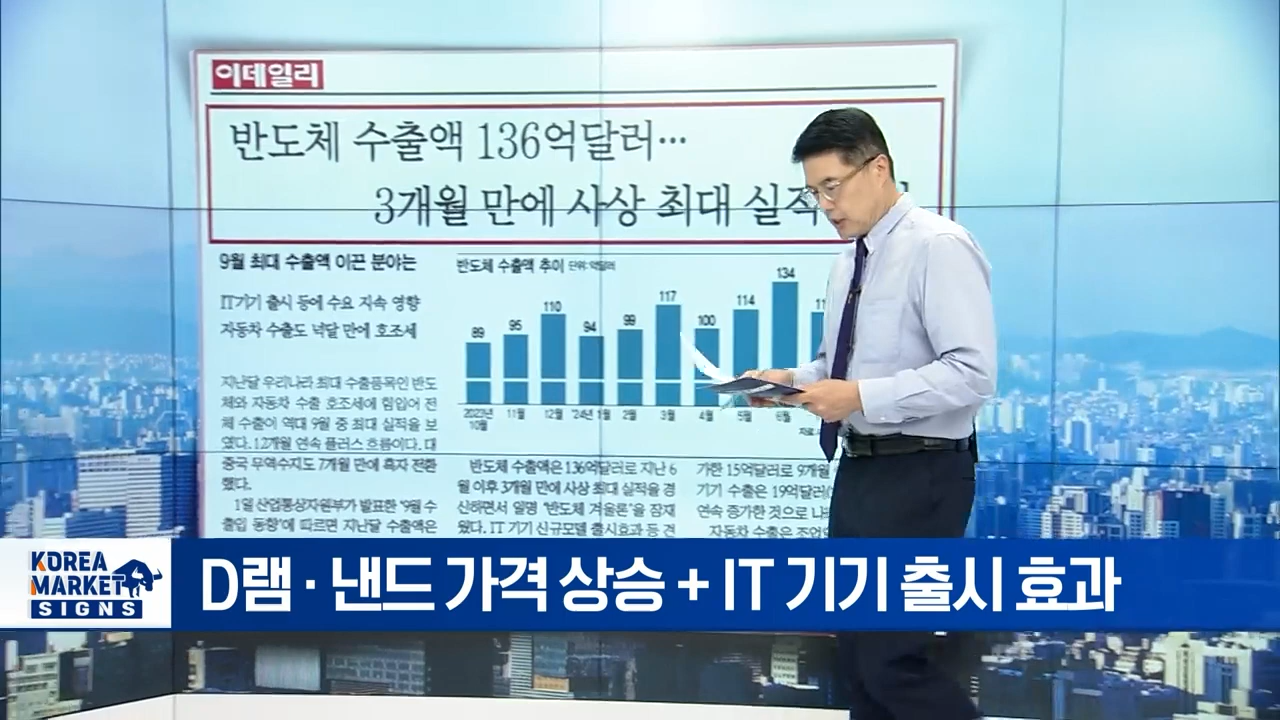 이데일리
반도체 수출액 136억달러…
3개월 만에 사상 최대 실적
9월 최대 수출액 이끈 분야는
IT기기 출시 등에 수요 지속 영향
자동차 수출도 넉달 만에 호조세
지난달 우리나라 최대 수출품목인 반도
체와 자동차 수출 호조세에 힘입어 전
체 수출이 역대 9월 중 최대 실적을 보
였다. 12개월 연속 플러스 흐름이다. 대
중국 무역수지도 7개월 만에 흑자 전환
했다.
1일 산업통상자원부가 발표한 '9월 수
출입 동향'에 따르면 지난달 수출액은
반도체 수출액 추이 단위:억달러
89 95 110 94 99 117 100 114 134
2023년 10월 11월 12월 '24년 1월 2월 3월 4월 5월 6월
반도체 수출액은 136억달러로 지난 6
월 이후 3개월 만에 사상 최대 실적을 경
신하면서 일명 "반도체 겨울론"을 잠재
웠다. IT 기기 신규모델 출시효과 등 견
가한 15억달러로 9개월
기기 수출은 19억달러
연속 증가한 것으로
자동차 수출은 조업
KOREA
MARKET
SIGNS
D램·낸드 가격 상승 + IT 기기 출시 효과